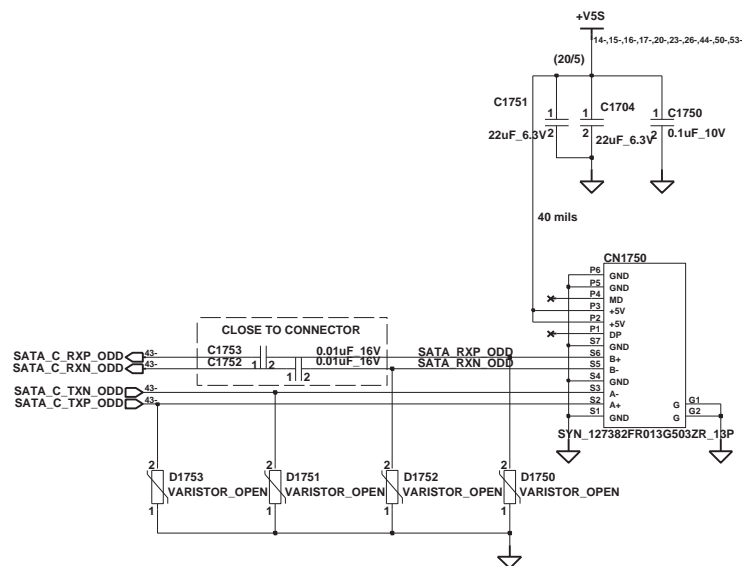 +V5S
14-,15-,16-,17-,20-,23-,26-,44-,50-,53-
(20/5)
C1751
1
2
22uF_6.3V
C1704
1
2
22uF_6.3V
C1750
1
2
0.1uF_10V
40 mils
CN1750
P6 GND
P5 GND
P4 MD
P3 +5V
P2 +5V
P1 DP
S7 GND
S6 B+
S5 B-
S4 GND
S3 A-
S2 A+
S1 GND
G G1
G G2
SYN_127382FR013G503ZR_13P
CLOSE TO CONNECTOR
SATA_C_RXP_ODD 43- C1753 1 2 0.01uF_16V SATA_RXP_ODD
SATA_C_RXN_ODD 43- C1752 1 2 0.01uF_16V SATA_RXN_ODD
SATA_C_TXN_ODD 43-
SATA_C_TXP_ODD 43-
2
D1753
VARISTOR_OPEN
1
2
D1751
VARISTOR_OPEN
1
2
D1752
VARISTOR_OPEN
1
2
D1750
VARISTOR_OPEN
1